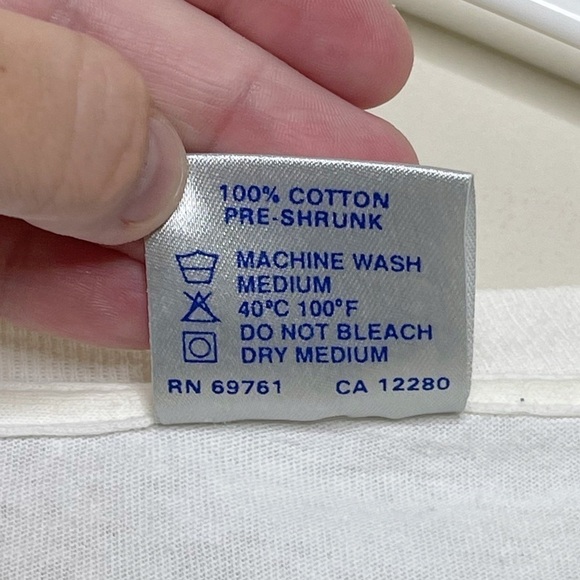 100% COTTON
PRE-SHRUNK
MACHINE WASH
MEDIUM
40°C 100°F
DO NOT BLEACH
DRY MEDIUM
RN 69761 CA 12280